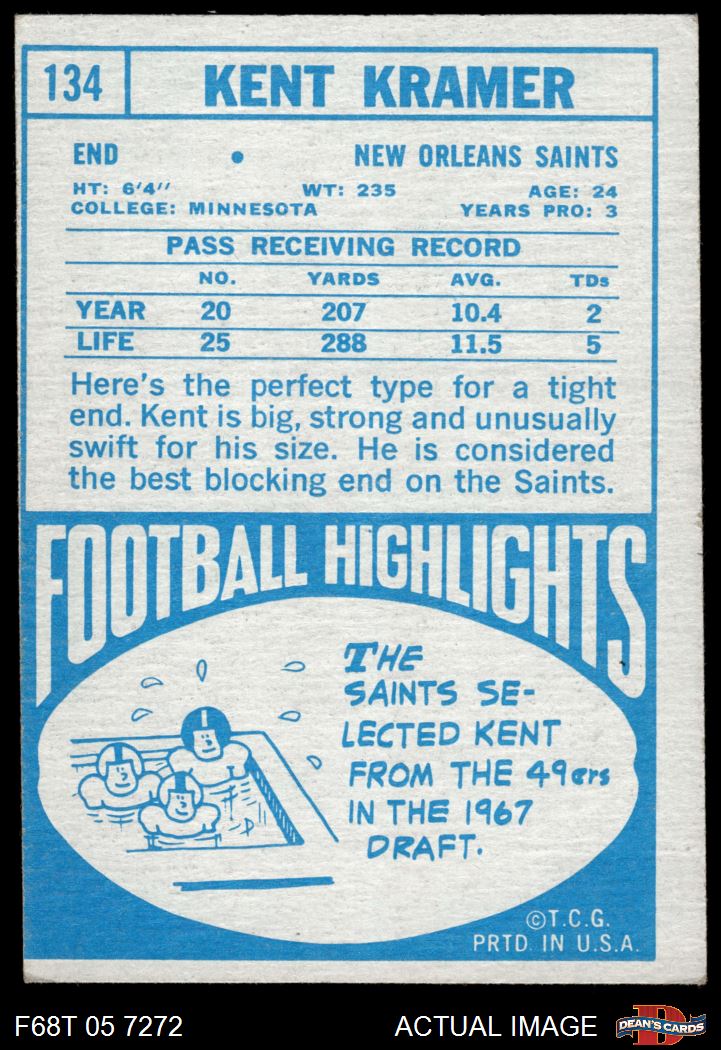 134 KENT KRAMER
END • NEW ORLEANS SAINTS
HT: 6'4" WT: 235 AGE: 24
COLLEGE: MINNESOTA YEARS PRO: 3
PASS RECEIVING RECORD
NO. YARDS AVG. TDs
YEAR 20 207 10.4 2
LIFE 25 288 11.5 5
Here's the perfect type for a tight
end. Kent is big, strong and unusually
swift for his size. He is considered
the best blocking end on the Saints.
FOOTBALL HIGHLIGHTS
THE
SAINTS SE-
LECTED KENT
FROM THE 49ers
IN THE 1967
DRAFT.
©T.C.G.
PRTD. IN U.S.A.
F68T 05 7272 ACTUAL IMAGE D DEAN'S CARDS